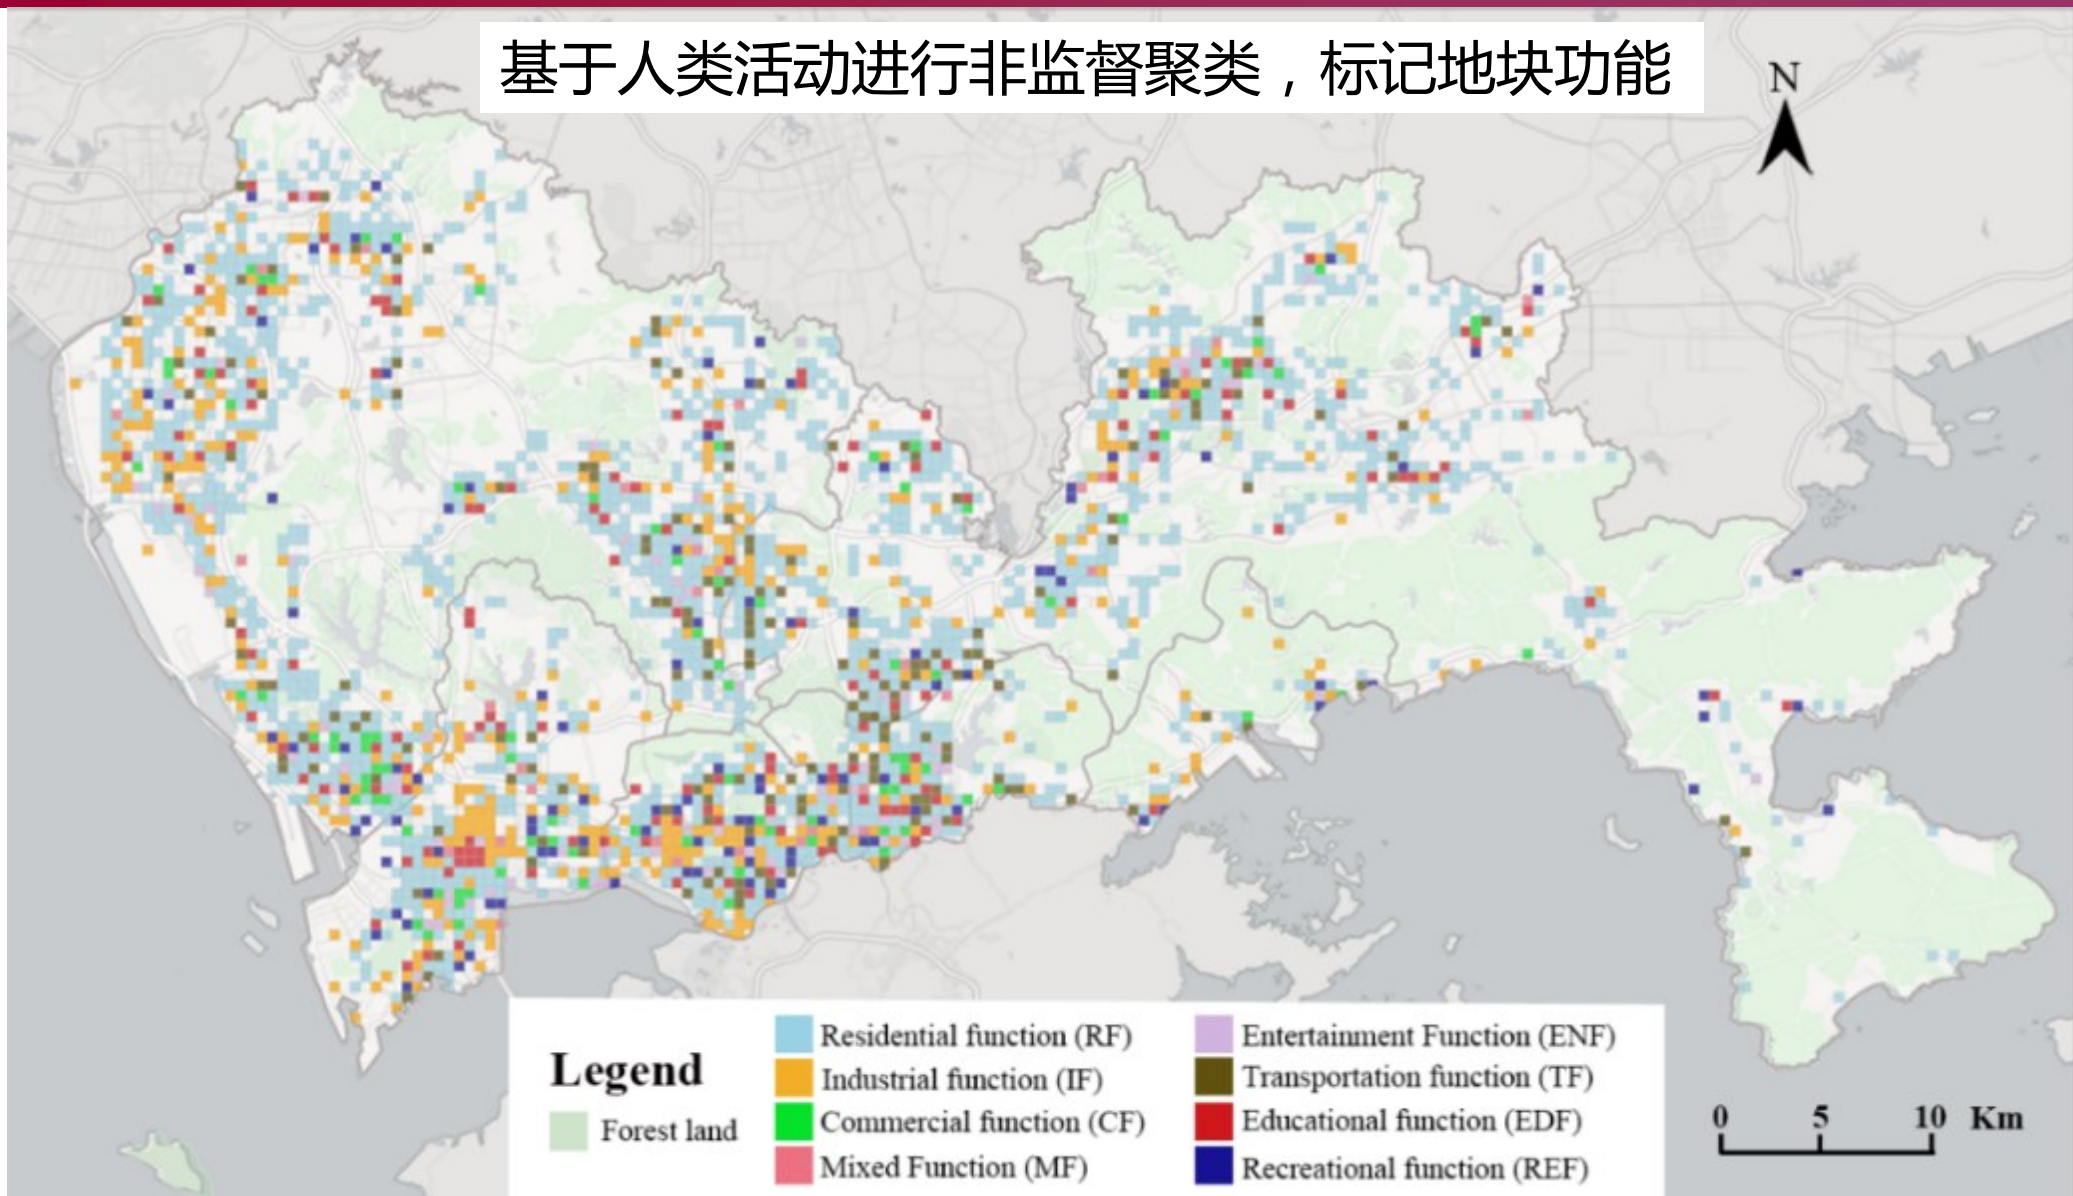 基于人类活动进行非监督聚类，标记地块功能
N
Legend
Forest land
Residential function (RF)
Industrial function (IF)
Commercial function (CF)
Mixed Function (MF)
Entertainment Function (ENF)
Transportation function (TF)
Educational function (EDF)
Recreational function (REF)
0 5 10 Km